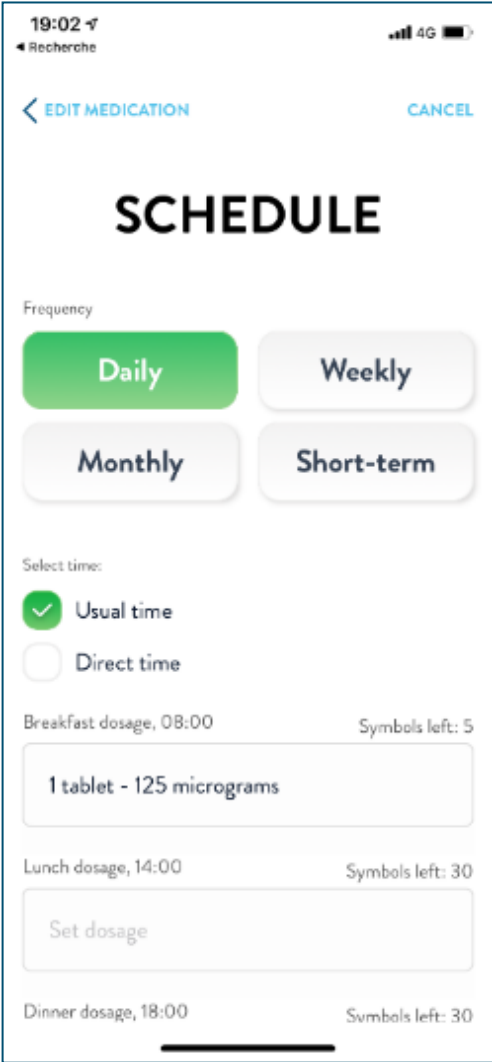 19:02
Recherche
4G
EDIT MEDICATION
CANCEL
SCHEDULE
Frequency
Daily
Weekly
Monthly
Short-term
Select time:
Usual time
Direct time
Breakfast dosage, 08:00
Symbols left: 5
1 tablet - 125 micrograms
Lunch dosage, 14:00
Symbols left: 30
Set dosage
Dinner dosage, 18:00
Symbols left: 30